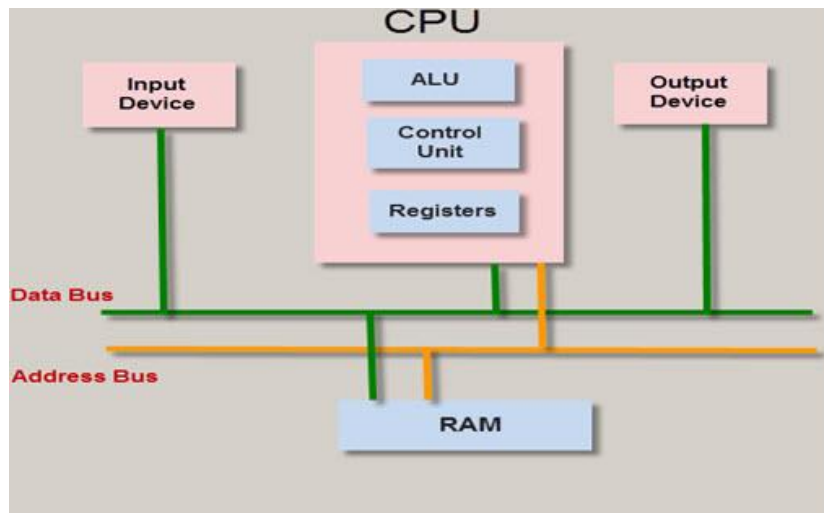 CPU
Input
Device
ALU
Control
Unit
Registers
Output
Device
Data Bus
Address Bus
RAM